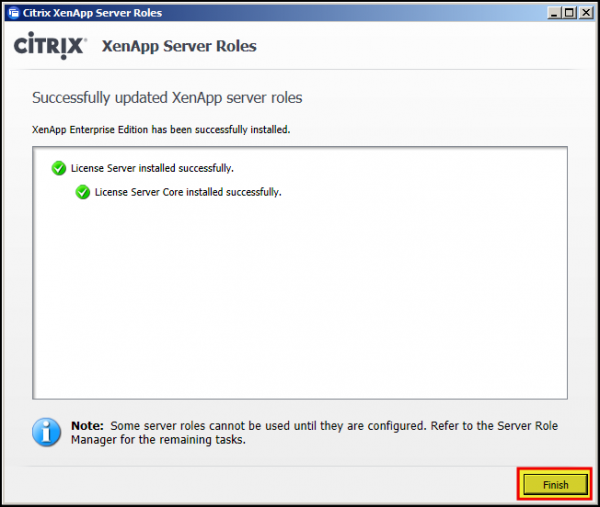 Citrix XenApp Server Roles
CİTRIX® XenApp Server Roles
Successfully updated XenApp server roles
XenApp Enterprise Edition has been successfully installed.
License Server installed successfully.
License Server Core installed successfully.
Note: Some server roles cannot be used until they are configured. Refer to the Server Role
Manager for the remaining tasks.
Finish